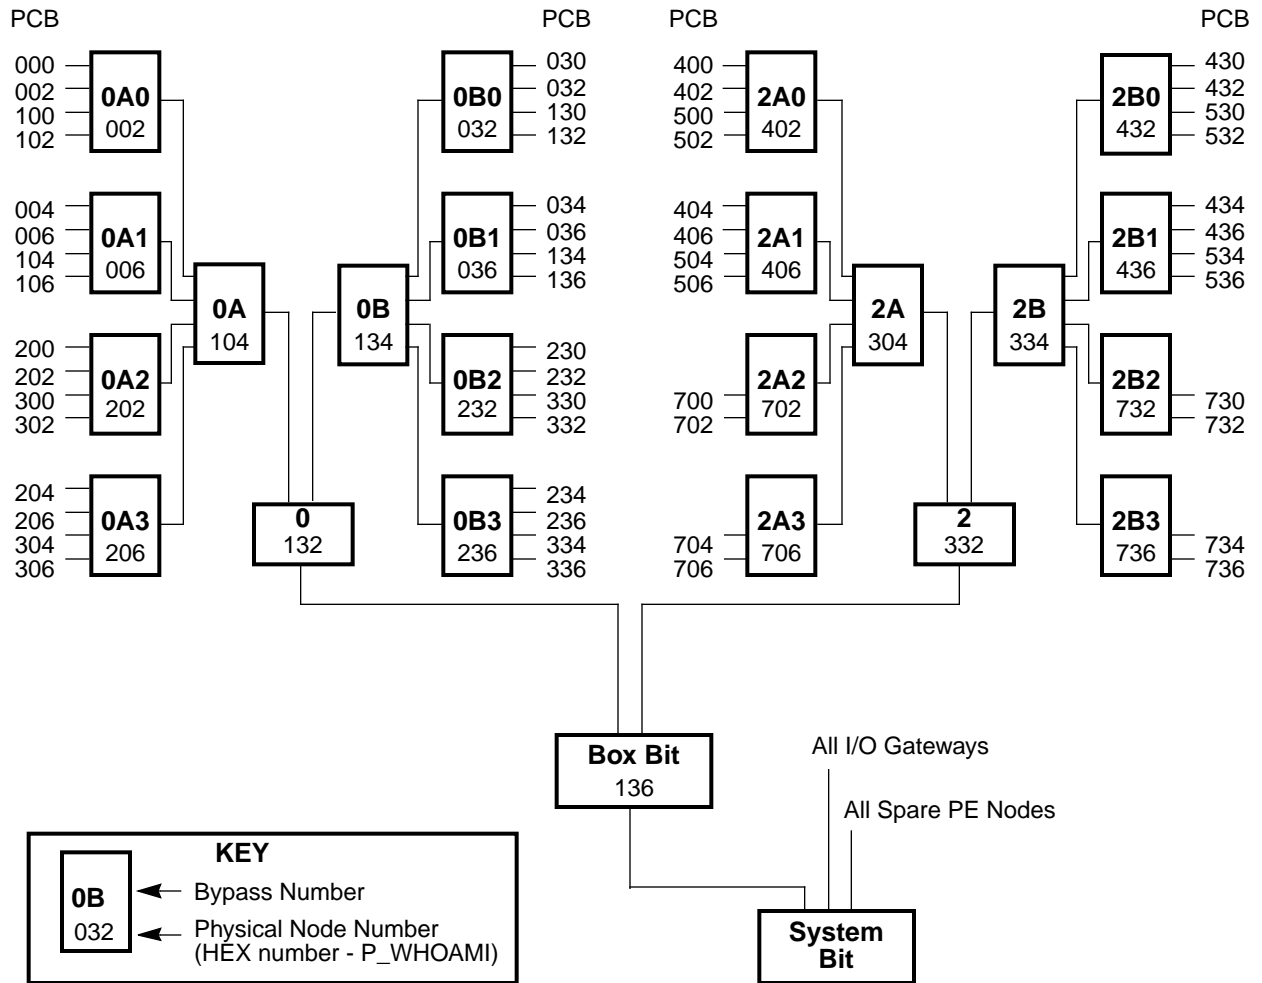 PCB
PCB
PCB
PCB
000
002
100
102
0A0
002
0B0
032
030
032
130
132
400
402
500
502
2A0
402
2B0
432
430
432
530
532
004
006
104
106
0A1
006
0B1
036
034
036
134
136
404
406
504
506
2A1
406
2B1
436
434
436
534
536
0A
104
0B
134
2A
304
2B
334
200
202
300
302
0A2
202
0B2
232
230
232
330
332
700
702
2A2
702
2B2
732
730
732
204
206
304
306
0A3
206
0
132
0B3
236
234
236
334
336
704
706
2A3
706
2
332
2B3
736
734
736
Box Bit
136
All I/O Gateways
All Spare PE Nodes
System
Bit
KEY
0B
032
Bypass Number
Physical Node Number
(HEX number - P_WHOAMI)